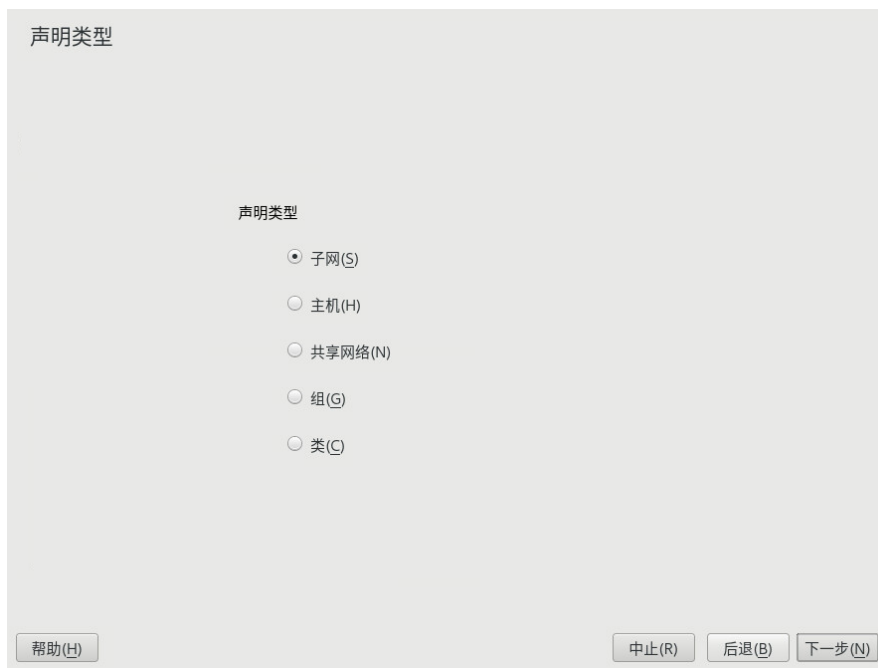 声明类型
声明类型
子网(S)
主机(H)
共享网络(N)
组(G)
类(C)
帮助(H) 中止(R) 后退(B) 下一步(N)